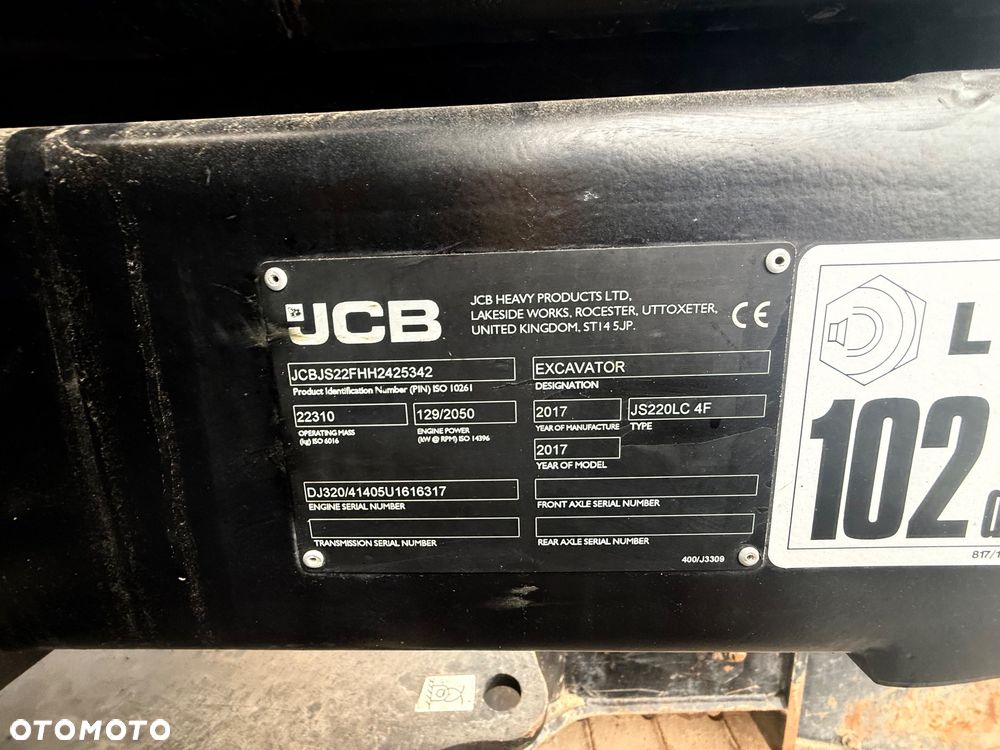 JCB
JCB HEAVY PRODUCTS LTD,
LAKESIDE WORKS, ROCESTER, UTTOXETER,
UNITED KINGDOM, ST14 5JP.
CE
JCBJS22FHH2425342
Product Identification Number (PIN) ISO 10261
EXCAVATOR
DESIGNATION
22310
OPERATING MASS
(kg) ISO 6016
129/2050
ENGINE POWER
(kW @ RPM) ISO 14396
2017
YEAR OF MANUFACTURE
JS220LC 4F
TYPE
2017
YEAR OF MODEL
DJ320/41405U1616317
ENGINE SERIAL NUMBER
FRONT AXLE SERIAL NUMBER
TRANSMISSION SERIAL NUMBER
REAR AXLE SERIAL NUMBER
400/J3309
L
102
817/1
OTOMOTO